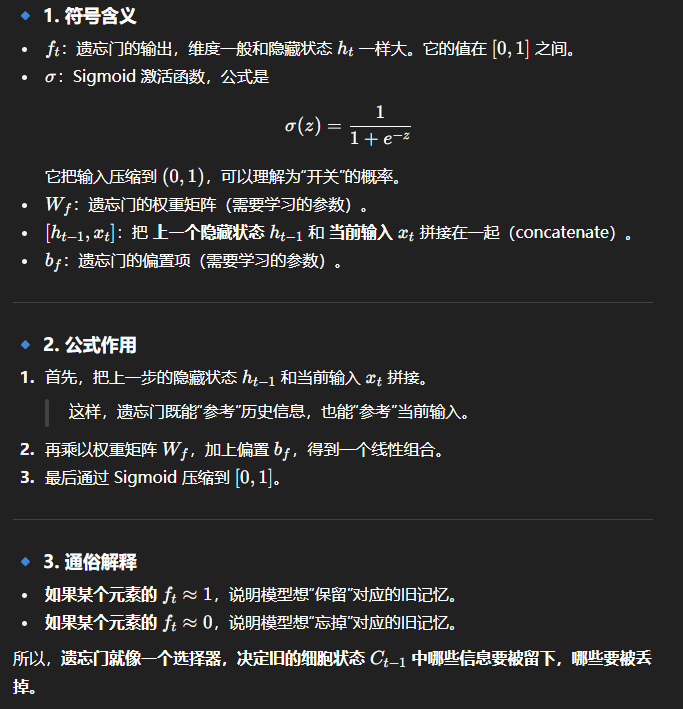 1. 符号含义
• f_t：遗忘门的输出，维度一般和隐藏状态 h_t 一样大。它的值在 [0, 1] 之间。
• σ：Sigmoid 激活函数，公式是
σ(z) = 1 / (1 + e^{-z})
它把输入压缩到 (0, 1)，可以理解为“开关”的概率。
• W_f：遗忘门的权重矩阵（需要学习的参数）。
• [h_{t-1}, x_t]：把 上一个隐藏状态 h_{t-1} 和 当前输入 x_t 拼接在一起（concatenate）。
• b_f：遗忘门的偏置项（需要学习的参数）。
2. 公式作用
1. 首先，把上一步的隐藏状态 h_{t-1} 和当前输入 x_t 拼接。
这样，遗忘门既能“参考”历史信息，也能“参考”当前输入。
2. 再乘以权重矩阵 W_f，加上偏置 b_f，得到一个线性组合。
3. 最后通过 Sigmoid 压缩到 [0, 1]。
3. 通俗解释
• 如果某个元素的 f_t ≈ 1，说明模型想“保留”对应的旧记忆。
• 如果某个元素的 f_t ≈ 0，说明模型想“忘掉”对应的旧记忆。
所以，遗忘门就像一个选择器，决定旧的细胞状态 C_{t-1} 中哪些信息要被留下，哪些要被丢
掉。